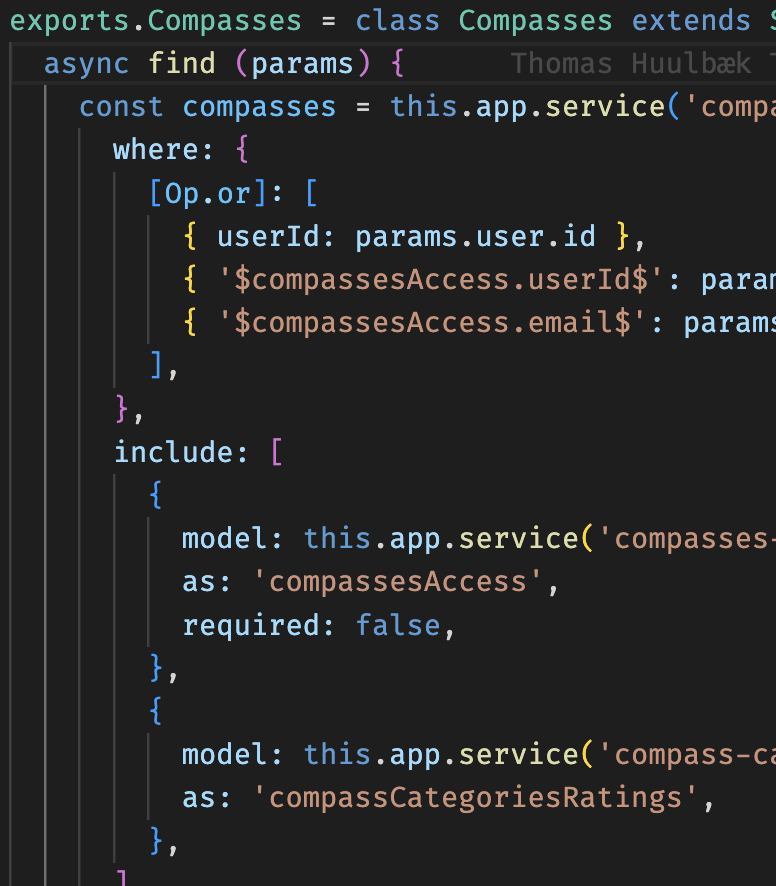 exports.Compasses = class Compasses extends
async find (params) { Thomas Huulbæk
const compasses = this.app.service('compa
where: {
[Op.or]: [
{ userId: params.user.id },
{ '$compassesAccess.userId$': param
{ '$compassesAccess.email$': params
],
},
include: [
{
model: this.app.service('compasses-
as: 'compassesAccess',
required: false,
},
{
model: this.app.service('compass-ca
as: 'compassCategoriesRatings',
},
]